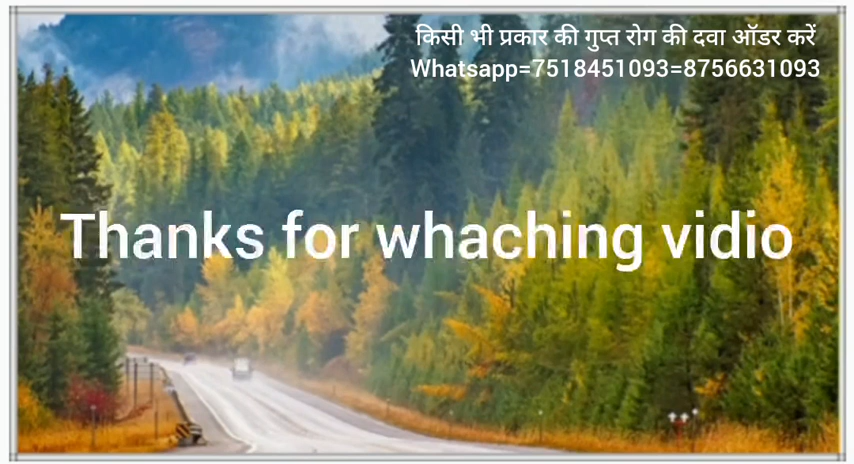 किसी भी प्रकार की गुप्त रोग की दवा ऑडर करें
Whatsapp=7518451093=8756631093
Thanks for whaching vidio